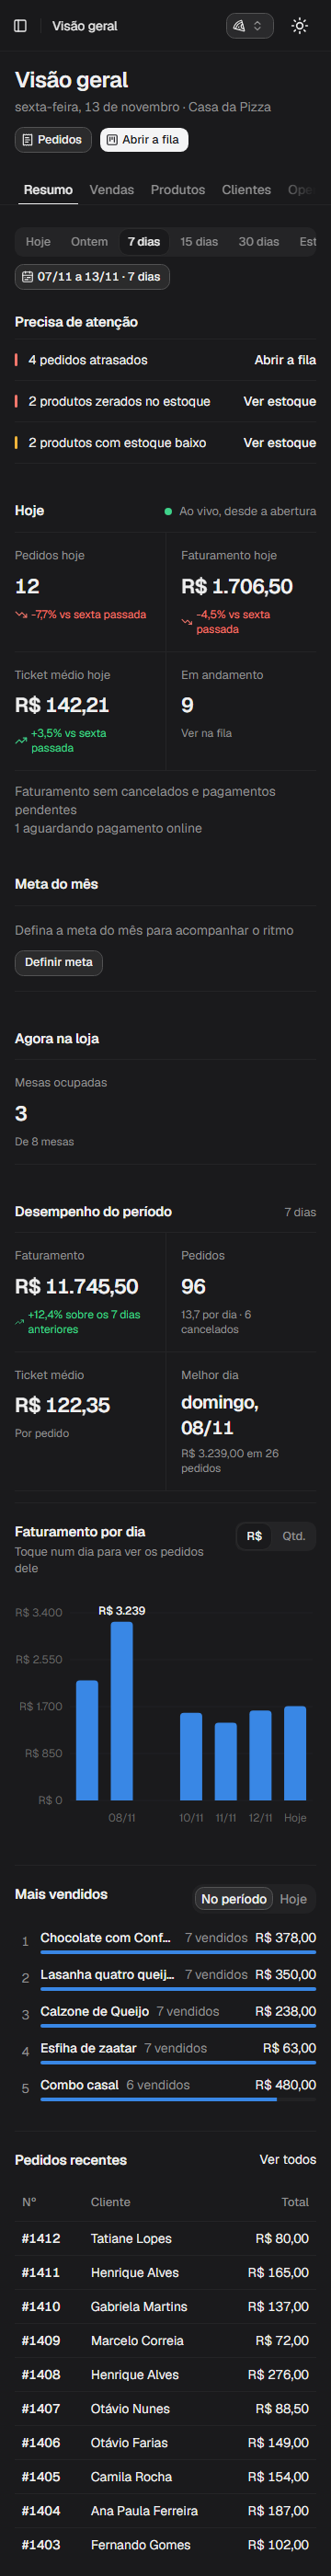 Visão geral
Visão geral
sexta-feira, 13 de novembro · Casa da Pizza
Pedidos
Abrir a fila
Resumo Vendas Produtos Clientes Ope
Hoje Ontem 7 dias 15 dias 30 dias Est
07/11 a 13/11 · 7 dias
Precisa de atenção
4 pedidos atrasados Abrir a fila
2 produtos zerados no estoque Ver estoque
2 produtos com estoque baixo Ver estoque
Hoje Ao vivo, desde a abertura
Pedidos hoje
12
-7,7% vs sexta passada
Faturamento hoje
R$ 1.706,50
-4,5% vs sexta
passada
Ticket médio hoje
R$ 142,21
+3,5% vs sexta
passada
Em andamento
9
Ver na fila
Faturamento sem cancelados e pagamentos
pendentes
1 aguardando pagamento online
Meta do mês
Defina a meta do mês para acompanhar o ritmo
Definir meta
Agora na loja
Mesas ocupadas
3
De 8 mesas
Desempenho do período 7 dias
Faturamento
R$ 11.745,50
+12,4% sobre os 7 dias
anteriores
Pedidos
96
13,7 por dia · 6
cancelados
Ticket médio
R$ 122,35
Por pedido
Melhor dia
domingo,
08/11
R$ 3.239,00 em 26
pedidos
Faturamento por dia
R$ Qtd.
Toque num dia para ver os pedidos
dele
R$ 3.239
R$ 3.400
R$ 2.550
R$ 1.700
R$ 850
R$ 0
08/11 10/11 11/11 12/11 Hoje
Mais vendidos
No período Hoje
1 Chocolate com Conf... 7 vendidos R$ 378,00
2 Lasanha quatro queij... 7 vendidos R$ 350,00
3 Calzone de Queijo 7 vendidos R$ 238,00
4 Esfiha de zaatar 7 vendidos R$ 63,00
5 Combo casal 6 vendidos R$ 480,00
Pedidos recentes Ver todos
Nº Cliente Total
#1412 Tatiane Lopes R$ 80,00
#1411 Henrique Alves R$ 165,00
#1410 Gabriela Martins R$ 137,00
#1409 Marcelo Correia R$ 72,00
#1408 Henrique Alves R$ 276,00
#1407 Otávio Nunes R$ 88,50
#1406 Otávio Farias R$ 149,00
#1405 Camila Rocha R$ 154,00
#1404 Ana Paula Ferreira R$ 187,00
#1403 Fernando Gomes R$ 102,00